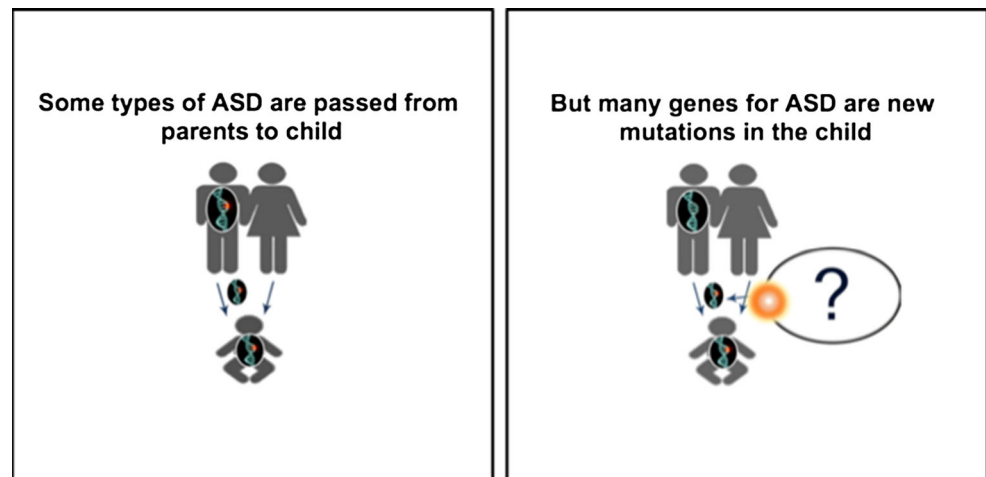 Some types of ASD are passed from
parents to child
But many genes for ASD are new
mutations in the child
?